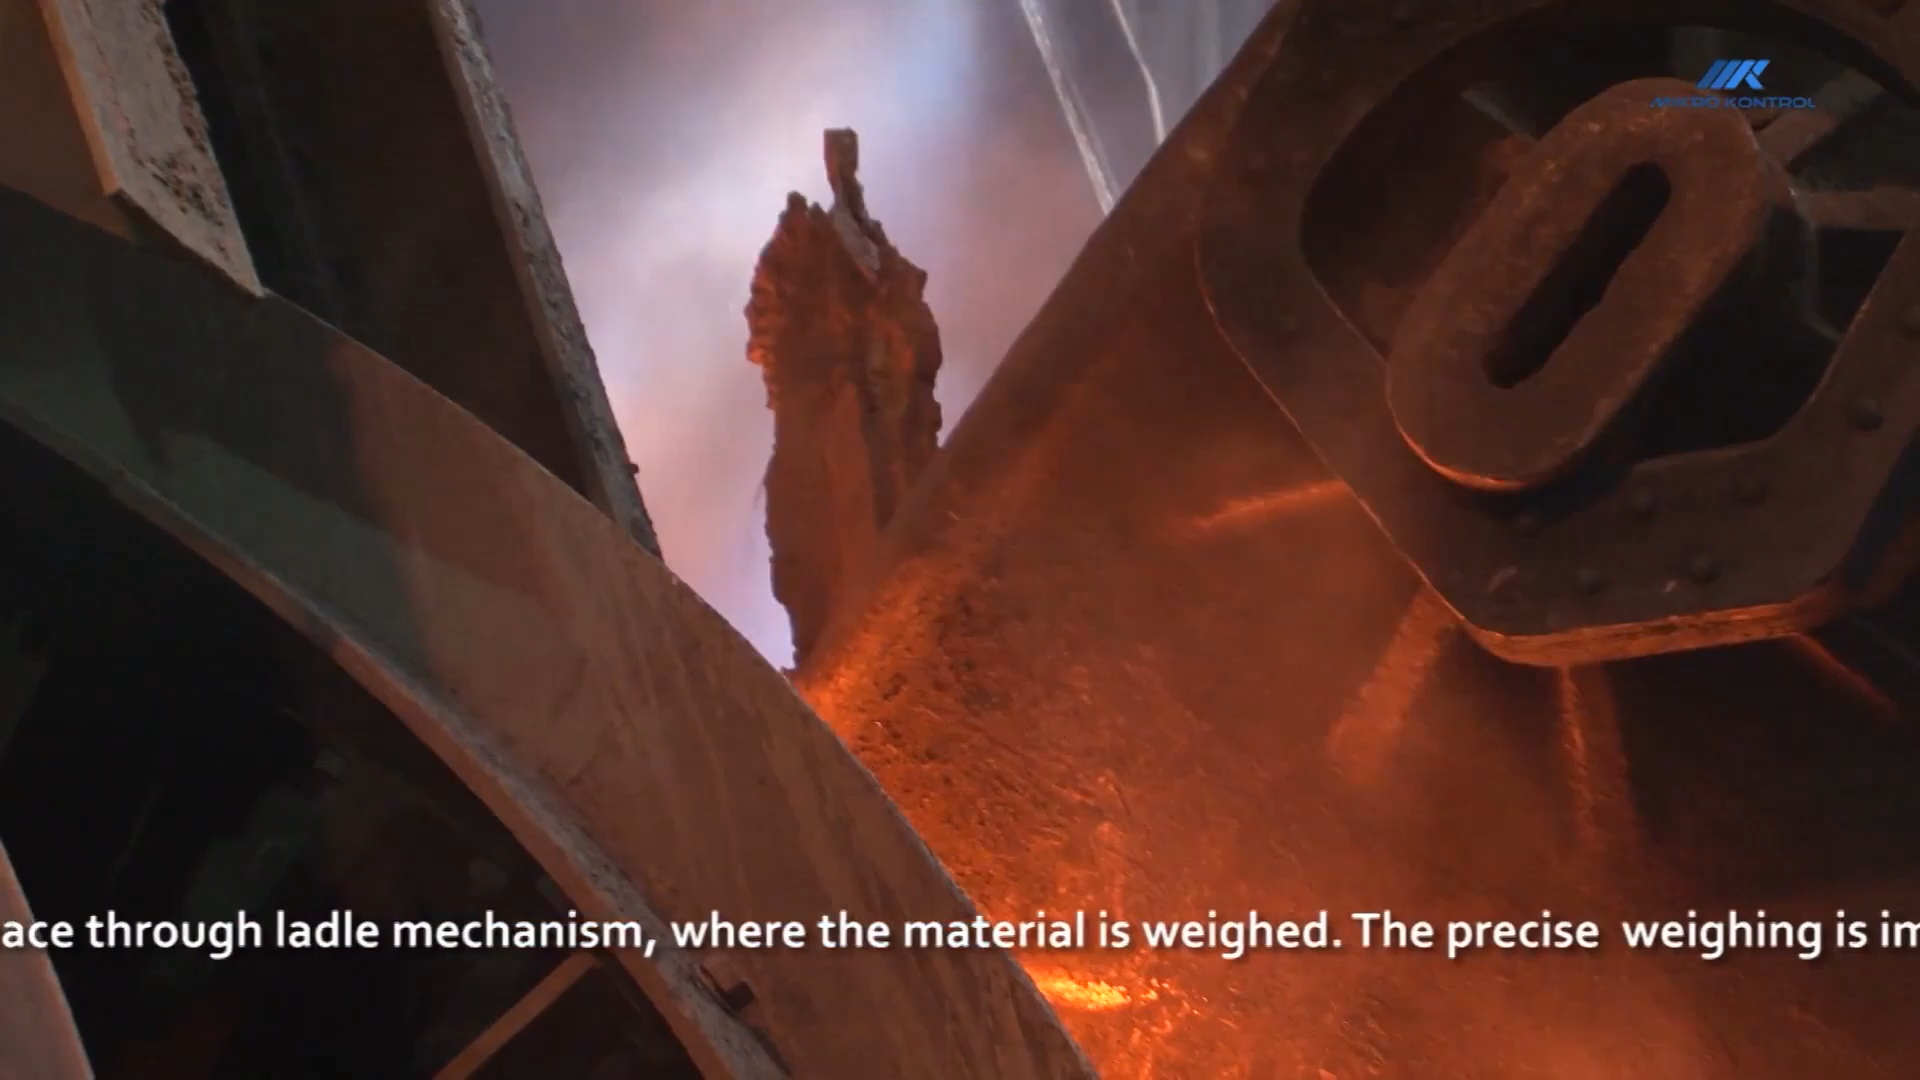 MIKRO KONTROL
ace through ladle mechanism, where the material is weighed. The precise weighing is im